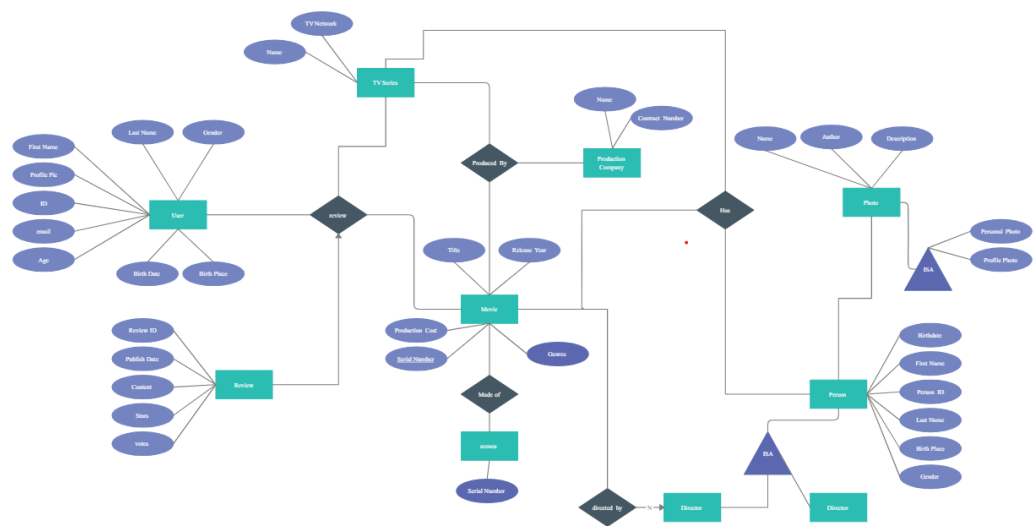 TV Network
Name
TV Series
Name
Contract Number
Production
Company
Produced By
Last Name
Gender
First Name
Profile Pic
ID
email
Age
User
Birth Date
Birth Place
review
Name
Author
Description
Photo
Has
Personal Photo
Profile Photo
ISA
Title
Release Year
Movie
Production Cost
Serial Number
Genres
Review ID
Publish Date
Content
Stars
votes
Review
Made of
scenes
Serial Number
Birthdate
First Name
Person ID
Last Name
Birth Place
Gender
Person
ISA
directed by
N
Director
Director